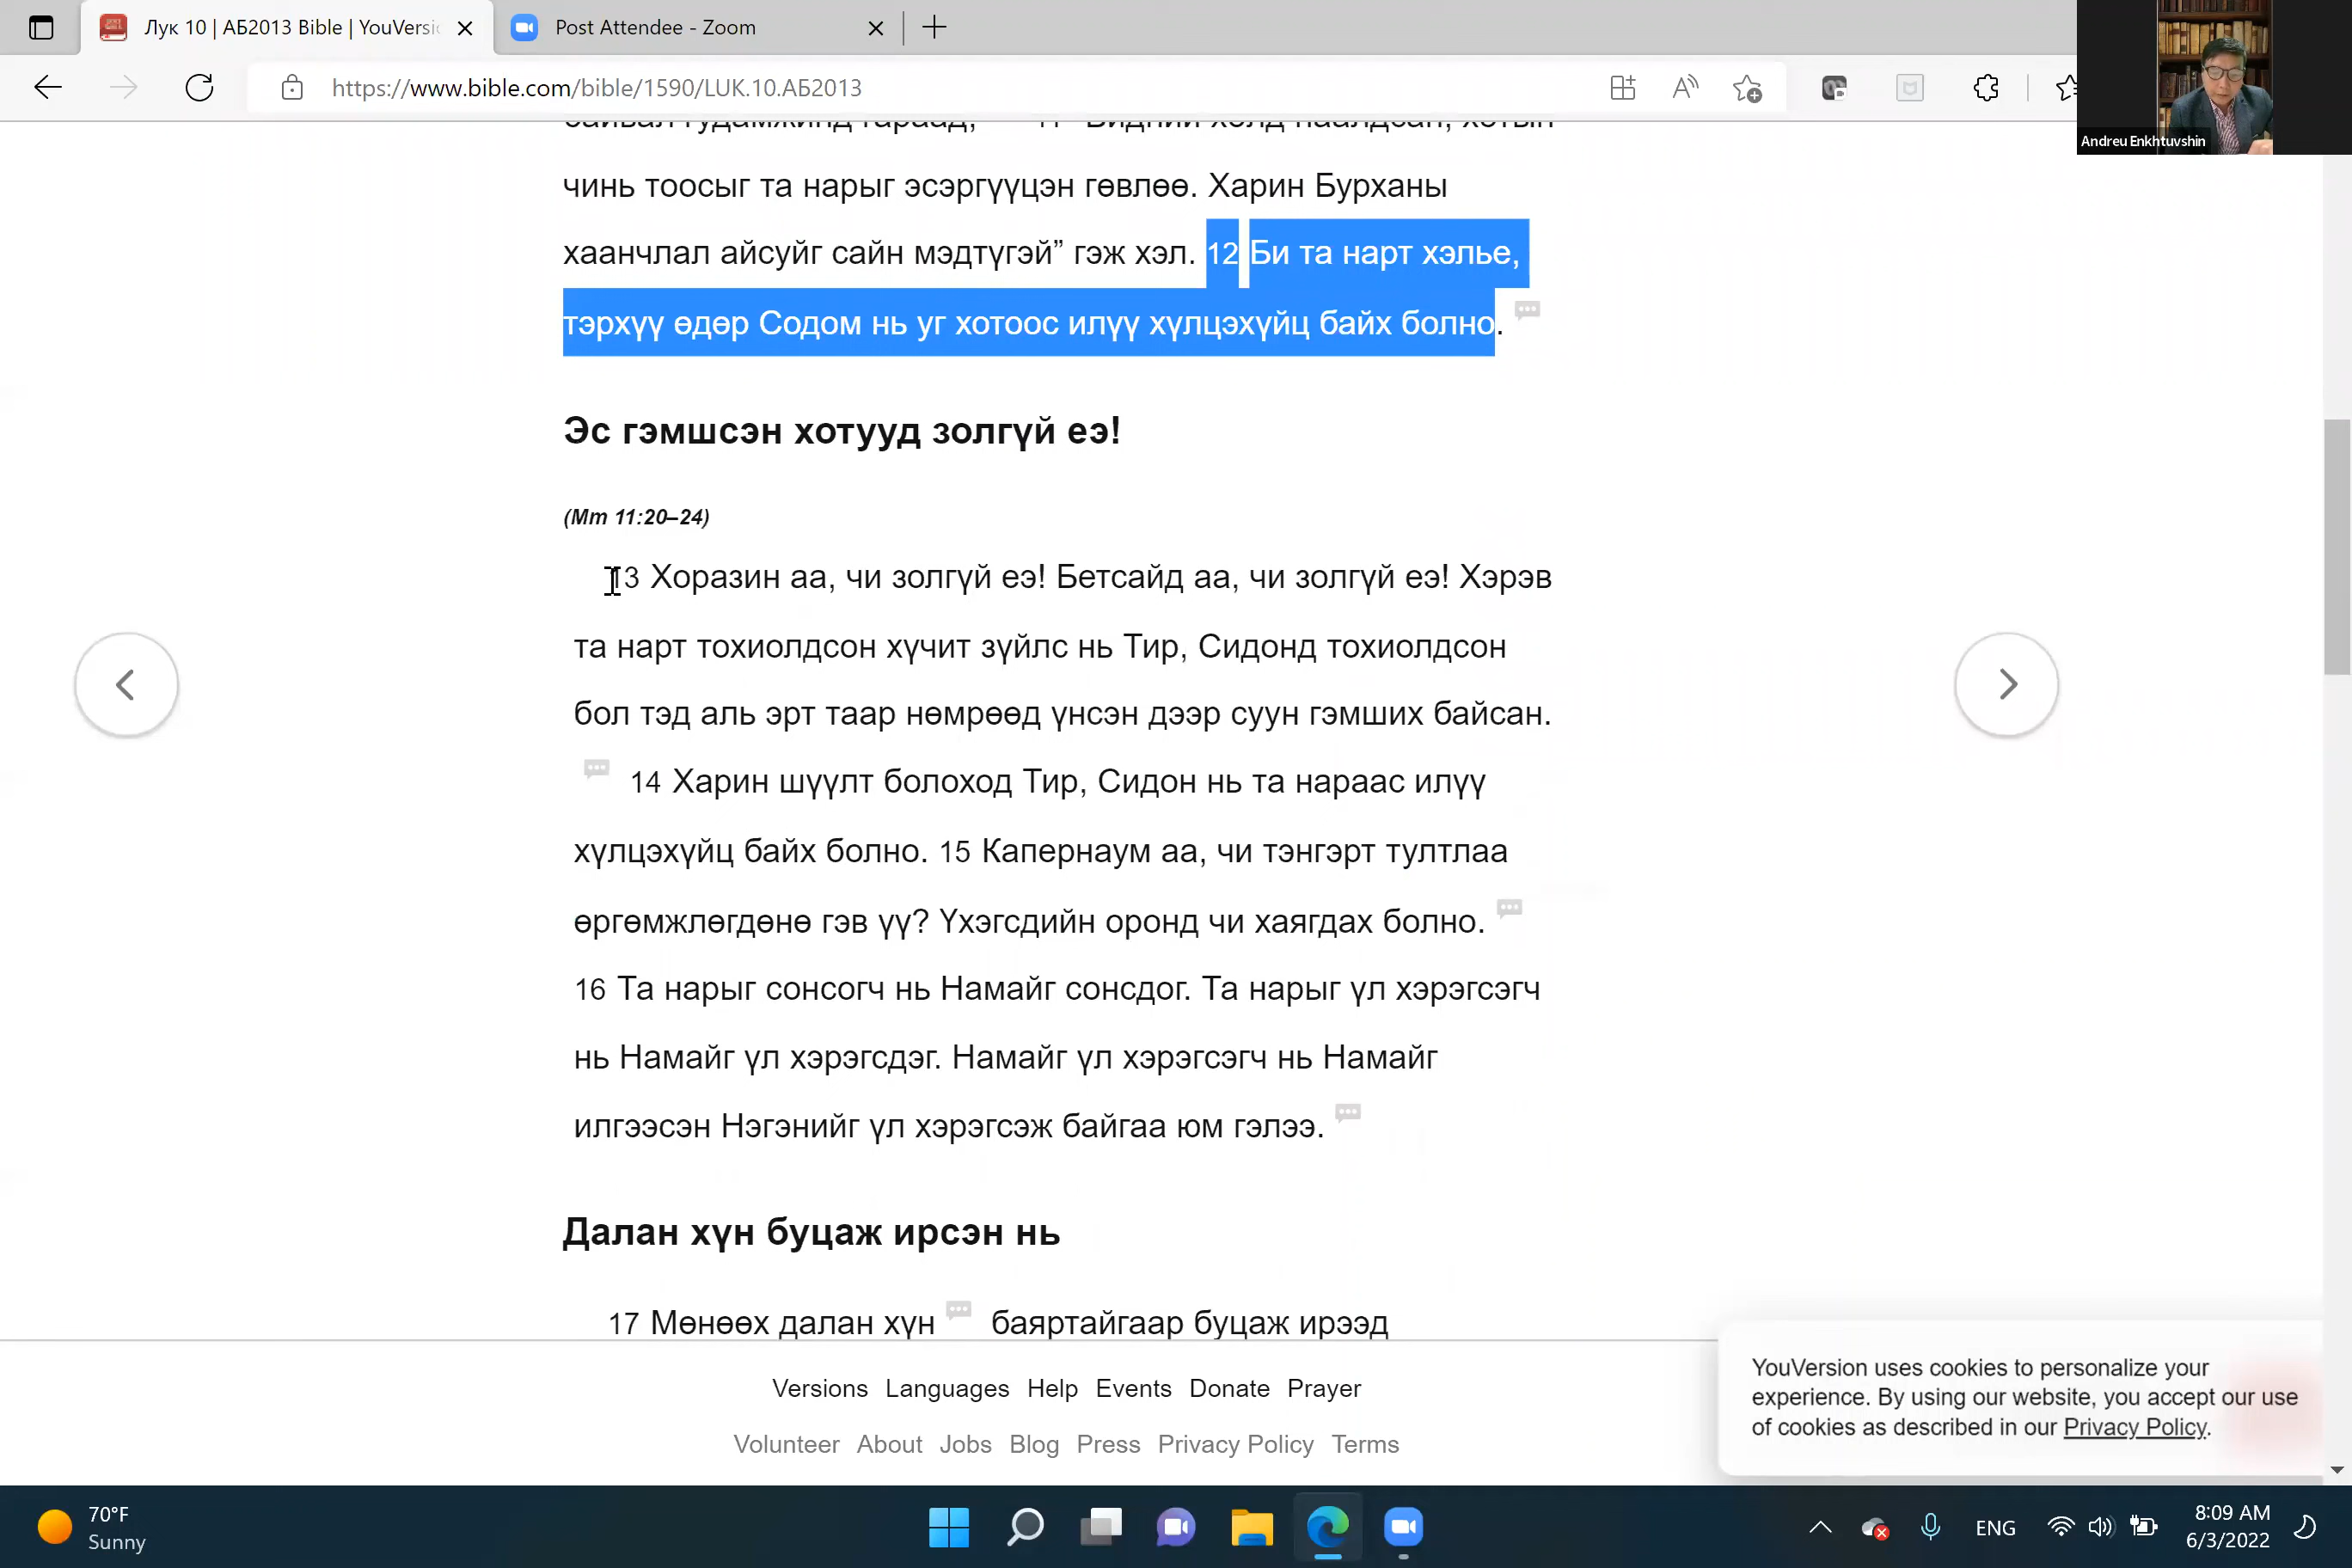 Лук 10 | АБ2013 Bible | YouVersi
Post Attendee - Zoom
https://www.bible.com/bible/1590/LUK.10.АБ2013
Andreu Enkhtuvshin
чинь тоосыг та нарыг эсэргүүцэн гөвлөө. Харин Бурханы
хаанчлал айсуйг сайн мэдтүгэй” гэж хэл. 12 Би та нарт хэлье,
тэрхүү өдөр Содом нь уг хотоос илүү хүлцэхүйц байх болно.
Эс гэмшсэн хотууд золгүй еэ!
(Мт 11:20–24)
13 Хоразин аа, чи золгүй еэ! Бетсайд аа, чи золгүй еэ! Хэрэв
та нарт тохиолдсон хүчит зүйлс нь Тир, Сидонд тохиолдсон
бол тэд аль эрт таар нөмрөөд үнсэн дээр суун гэмших байсан.
14 Харин шүүлт болоход Тир, Сидон нь та нараас илүү
хүлцэхүйц байх болно. 15 Капернаум аа, чи тэнгэрт тултлаа
өргөмжлөгдөнө гэв үү? Үхэгсдийн оронд чи хаягдах болно.
16 Та нарыг сонсогч нь Намайг сонсдог. Та нарыг үл хэрэгсэгч
нь Намайг үл хэрэгсдэг. Намайг үл хэрэгсэгч нь Намайг
илгээсэн Нэгэнийг үл хэрэгсэж байгаа юм гэлээ.
Далан хүн буцаж ирсэн нь
17 Мөнөөх далан хүн баяртайгаар буцаж ирээд
Versions Languages Help Events Donate Prayer
Volunteer About Jobs Blog Press Privacy Policy Terms
YouVersion uses cookies to personalize your
experience. By using our website, you accept our use
of cookies as described in our Privacy Policy.
70°F
Sunny
ENG
8:09 AM
6/3/2022